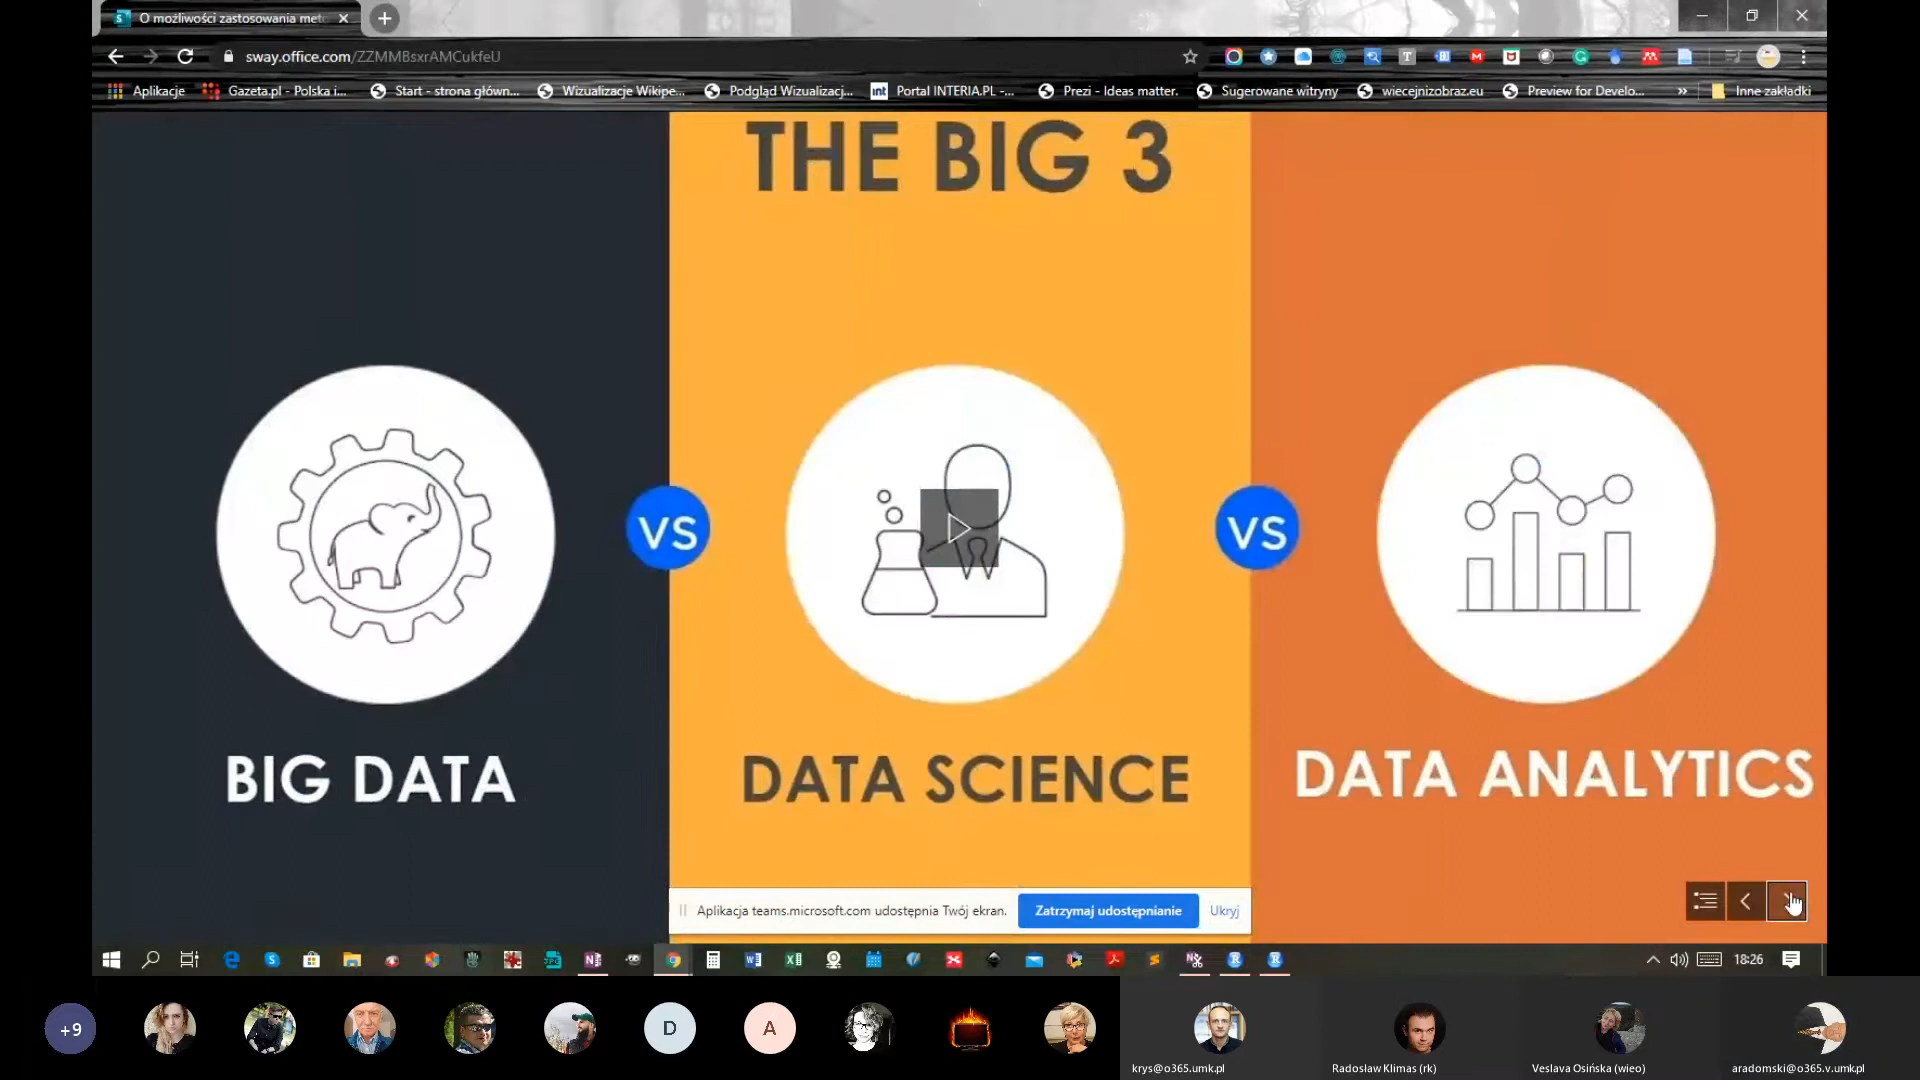 O możliwości zastosowania met
sway.office.com/ZZMMBsxrAMCukfeU
Aplikacje
Gazeta.pl - Polska i...
Start - strona główn...
Wizualizacje Wikipe...
Podgląd Wizualizacj...
int
Portal INTERIA.PL -...
Prezi - Ideas matter.
Sugerowane witryny
wiecejnizobraz.eu
Preview for Develo...
Inne zakładki
THE BIG 3
VS
VS
BIG DATA
DATA SCIENCE
DATA ANALYTICS
Aplikacja teams.microsoft.com udostępnia Twój ekran.
Zatrzymaj udostępnianie
Ukryj
18:26
+9
D
A
krys@o365.umk.pl
Radosław Klimas (rk)
Veslava Osińska (wieo)
aradomski@o365.v.umk.pl